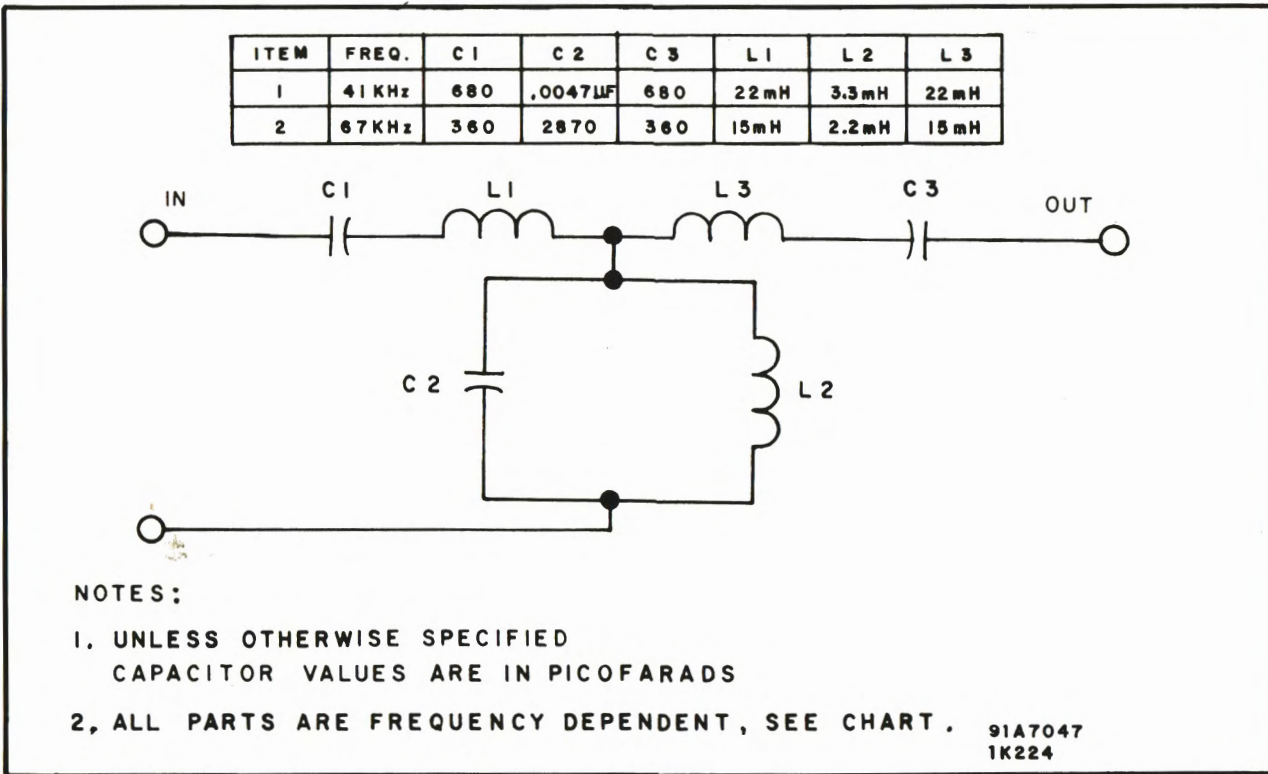 ITEM FREQ. C1 C2 C3 L1 L2 L3
1 41KHz 680 .0047UF 680 22mH 3.3mH 22mH
2 67KHz 360 2870 360 15mH 2.2mH 15mH
IN C1 L1 L3 C3 OUT
C2 L2
NOTES:
1. UNLESS OTHERWISE SPECIFIED
CAPACITOR VALUES ARE IN PICOFARADS
2, ALL PARTS ARE FREQUENCY DEPENDENT, SEE CHART.
91A7047
1K224